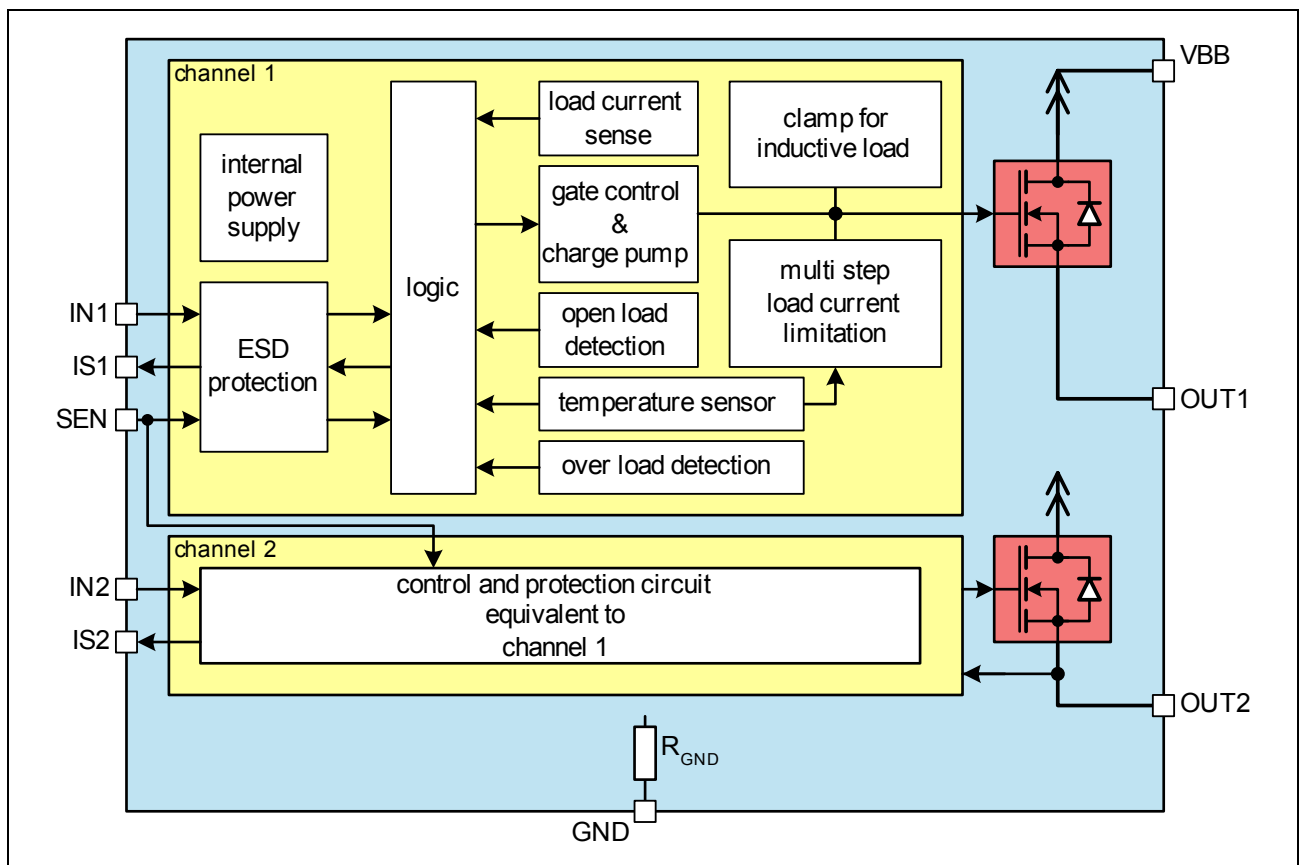 VBB
channel 1
load current
sense
clamp for
inductive load
internal
power
supply
gate control
&
charge pump
logic
multi step
load current
limitation
IN1
IS1
SEN
ESD
protection
open load
detection
temperature sensor
over load detection
OUT1
channel 2
IN2
IS2
control and protection circuit
equivalent to
channel 1
OUT2
RGND
GND